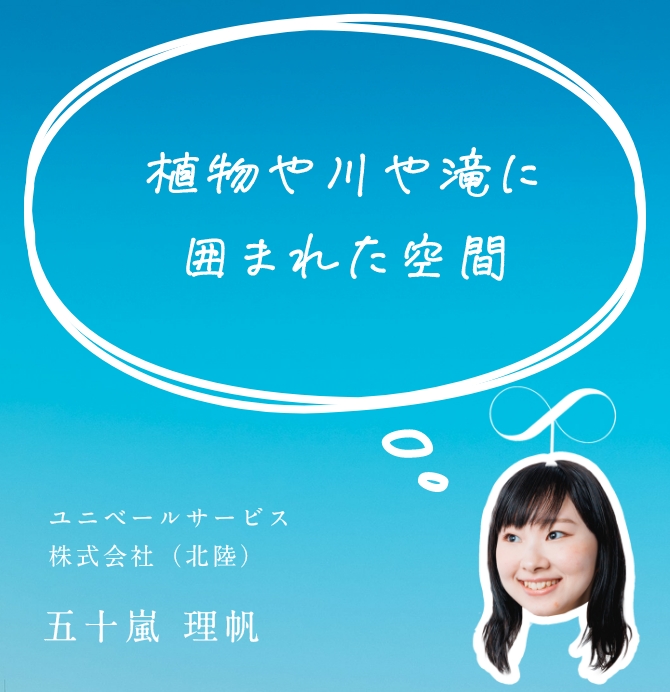 植物や川や滝に
囲まれた空間
ユニベールサービス
株式会社（北陸）
五十嵐 理帆